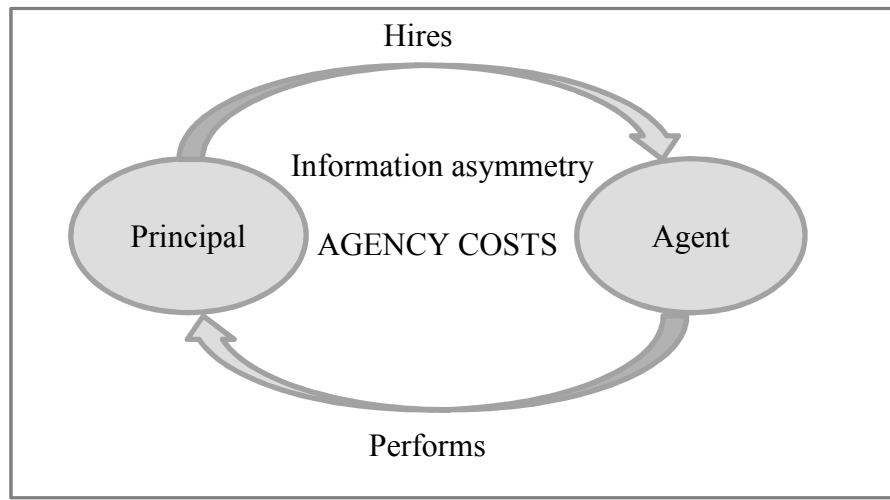 Hires
Information asymmetry
Principal
AGENCY COSTS
Agent
Performs